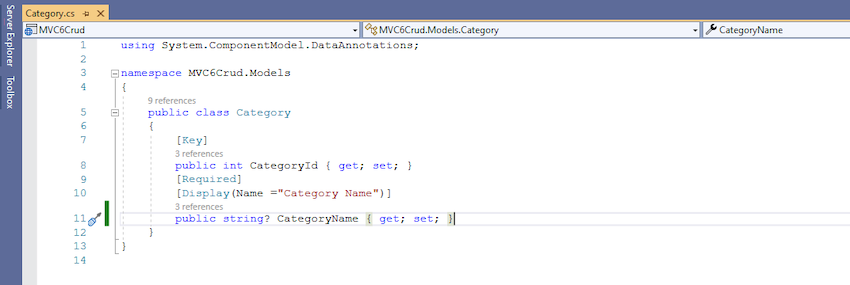 Server Explorer
Toolbox
Category.cs
MVC6Crud
MVC6Crud.Models.Category
CategoryName
1 using System.ComponentModel.DataAnnotations;
2
3 namespace MVC6Crud.Models
4 {
9 references
5 public class Category
6 {
7 [Key]
3 references
8 public int CategoryId { get; set; }
9 [Required]
10 [Display(Name ="Category Name")]
3 references
11 public string? CategoryName { get; set; }
12 }
13 }
14